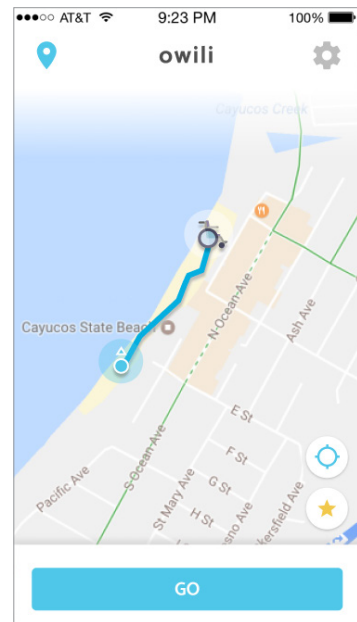 AT&T
9:23 PM
100%
owili
Cayucos Creek
N Ocean Ave
Ash Ave
Cayucos State Beach
E St
S Ocean Ave
F St
Pacific Ave
G St
St Mary Ave
H St
GO